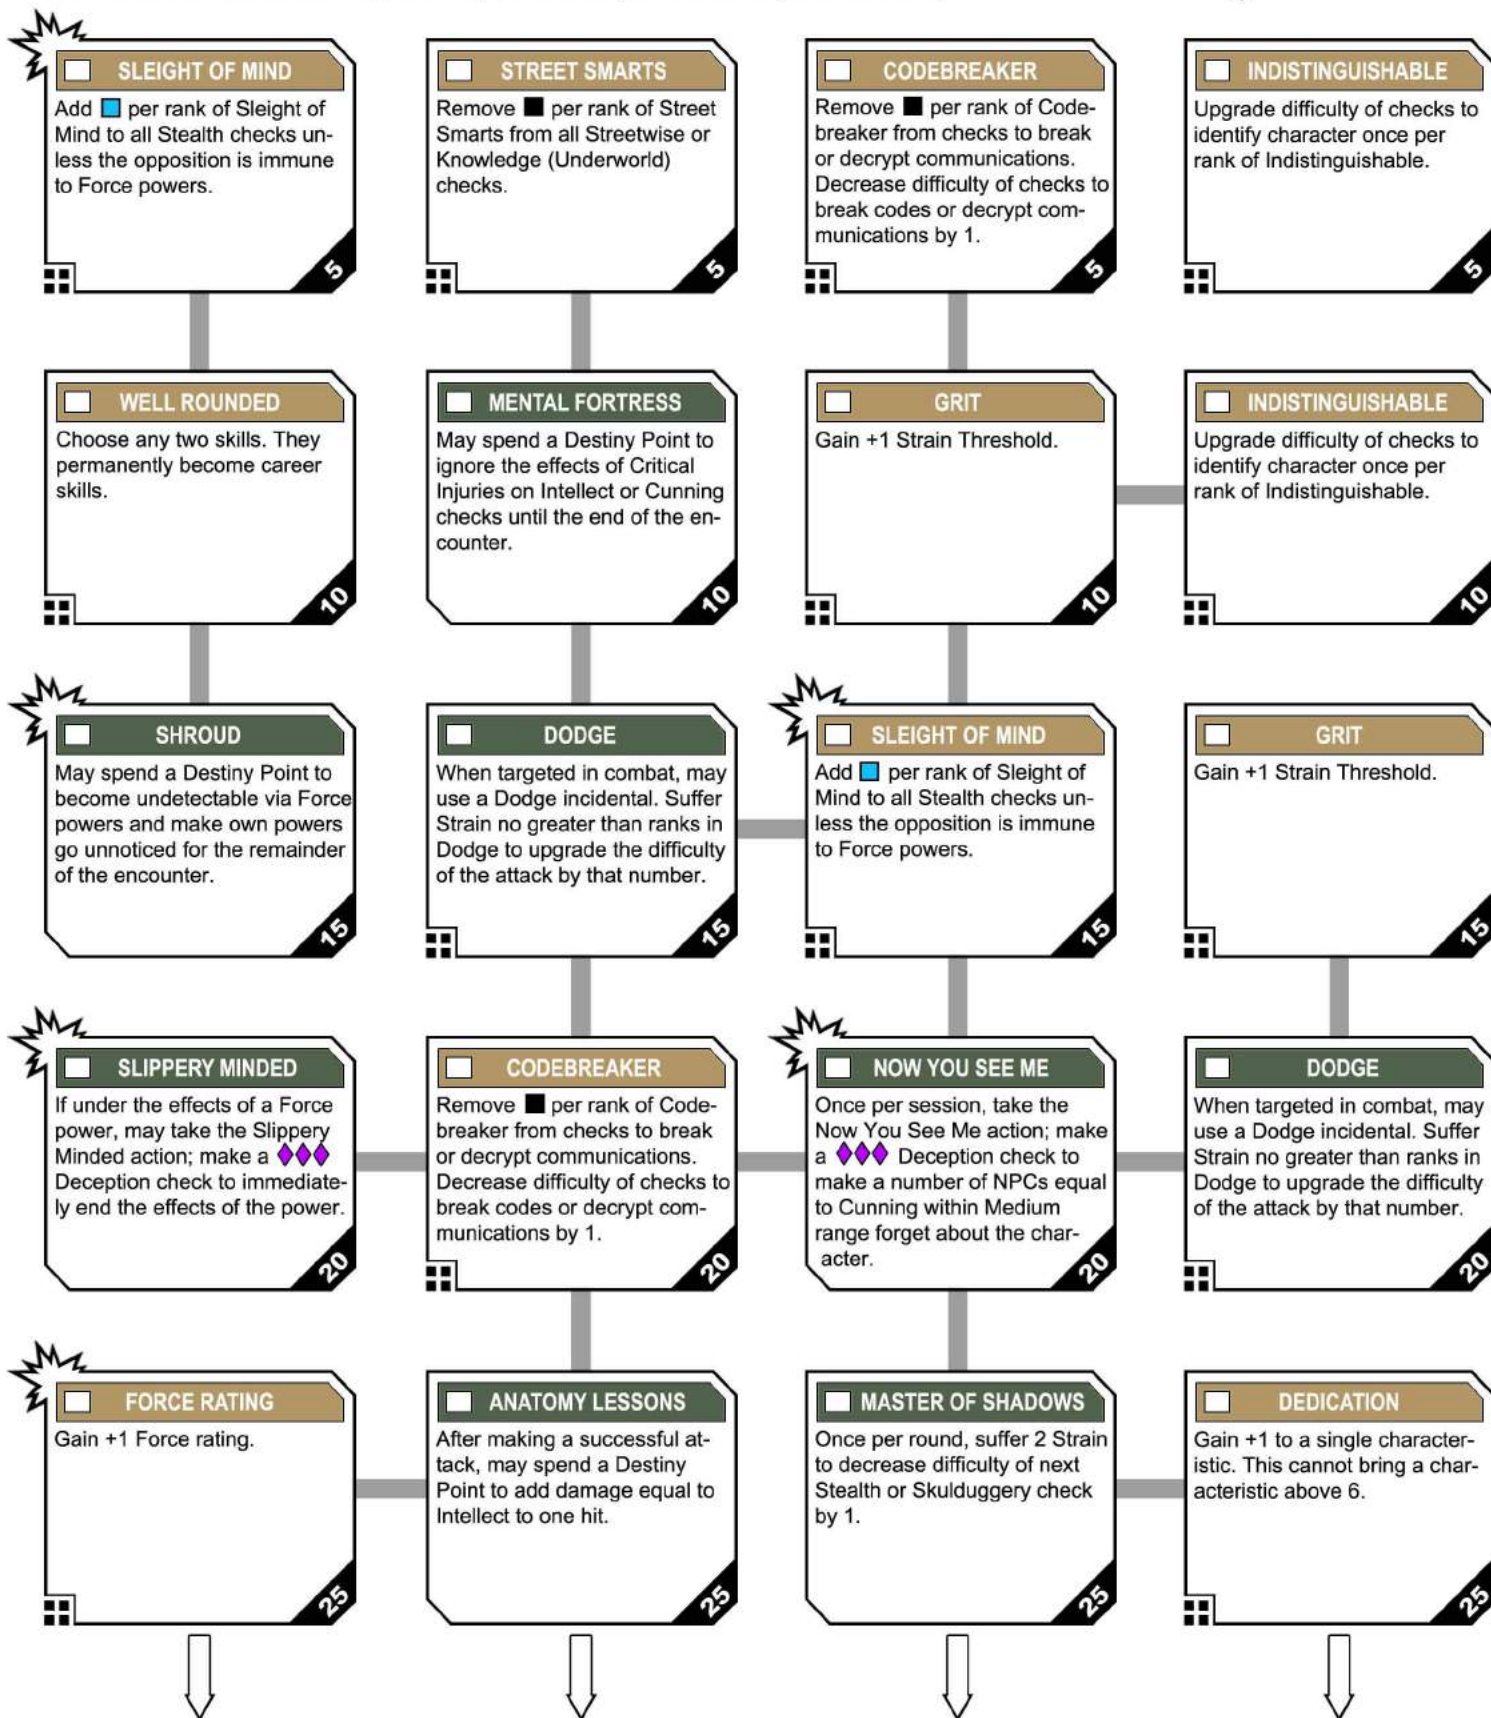 SLEIGHT OF MIND
Add per rank of Sleight of
Mind to all Stealth checks un-
less the opposition is immune
to Force powers.
5
STREET SMARTS
Remove per rank of Street
Smarts from all Streetwise or
Knowledge (Underworld)
checks.
5
CODEBREAKER
Remove per rank of Code-
breaker from checks to break
or decrypt communications.
Decrease difficulty of checks to
break codes or decrypt com-
munications by 1.
5
INDISTINGUISHABLE
Upgrade difficulty of checks to
identify character once per
rank of Indistinguishable.
5
WELL ROUNDED
Choose any two skills. They
permanently become career
skills.
10
MENTAL FORTRESS
May spend a Destiny Point to
ignore the effects of Critical
Injuries on Intellect or Cunning
checks until the end of the en-
counter.
10
GRIT
Gain +1 Strain Threshold.
10
INDISTINGUISHABLE
Upgrade difficulty of checks to
identify character once per
rank of Indistinguishable.
10
SHROUD
May spend a Destiny Point to
become undetectable via Force
powers and make own powers
go unnoticed for the remainder
of the encounter.
15
DODGE
When targeted in combat, may
use a Dodge incidental. Suffer
Strain no greater than ranks in
Dodge to upgrade the difficulty
of the attack by that number.
15
SLEIGHT OF MIND
Add per rank of Sleight of
Mind to all Stealth checks un-
less the opposition is immune
to Force powers.
15
GRIT
Gain +1 Strain Threshold.
15
SLIPPERY MINDED
If under the effects of a Force
power, may take the Slippery
Minded action; make a
Deception check to immediate-
ly end the effects of the power.
20
CODEBREAKER
Remove per rank of Code-
breaker from checks to break
or decrypt communications.
Decrease difficulty of checks to
break codes or decrypt com-
munications by 1.
20
NOW YOU SEE ME
Once per session, take the
Now You See Me action; make
a Deception check to
make a number of NPCs equal
to Cunning within Medium
range forget about the char-
acter.
20
DODGE
When targeted in combat, may
use a Dodge incidental. Suffer
Strain no greater than ranks in
Dodge to upgrade the difficulty
of the attack by that number.
20
FORCE RATING
Gain +1 Force rating.
25
ANATOMY LESSONS
After making a successful at-
tack, may spend a Destiny
Point to add damage equal to
Intellect to one hit.
25
MASTER OF SHADOWS
Once per round, suffer 2 Strain
to decrease difficulty of next
Stealth or Skulduggery check
by 1.
25
DEDICATION
Gain +1 to a single character-
istic. This cannot bring a char-
acteristic above 6.
25